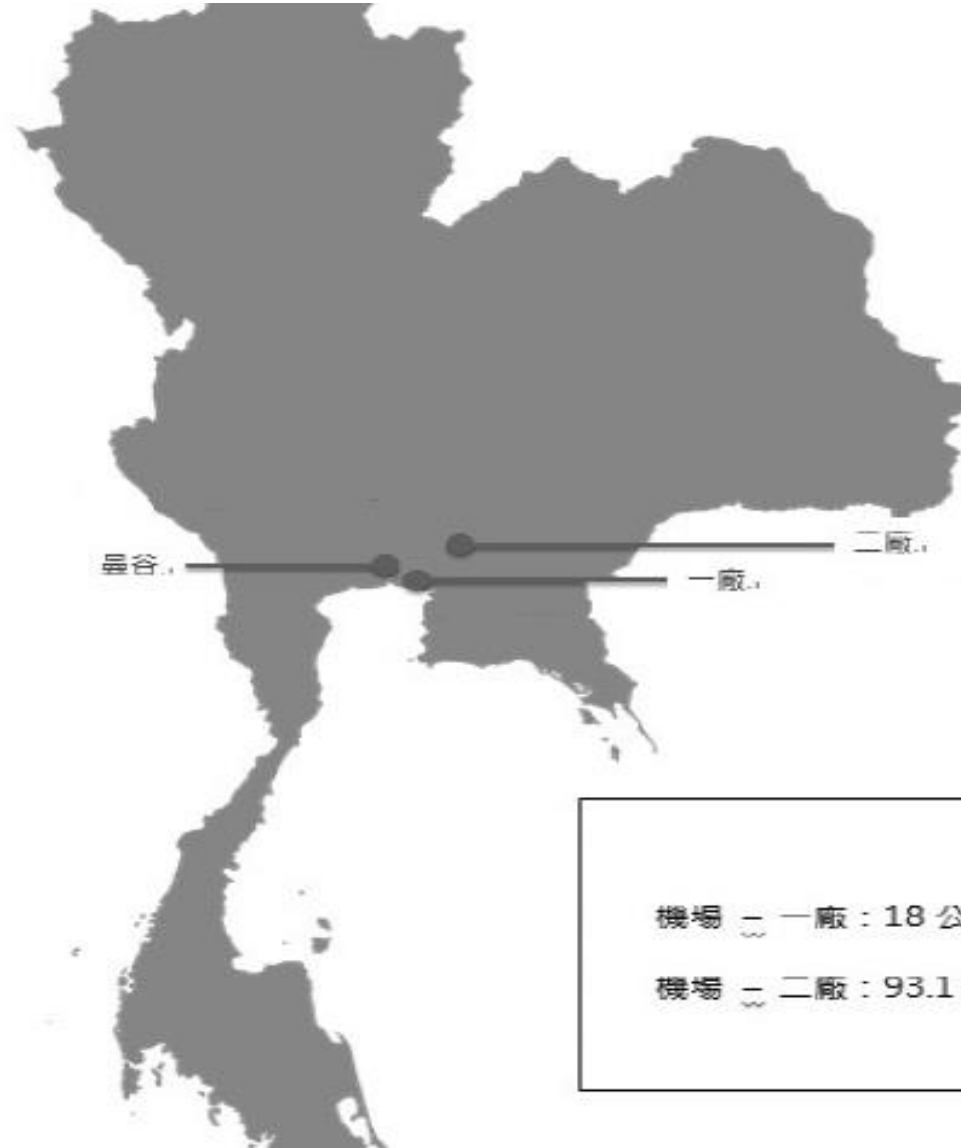 二廠
曼谷
一廠
機場 – 一廠：18 公
機場 – 二廠：93.1